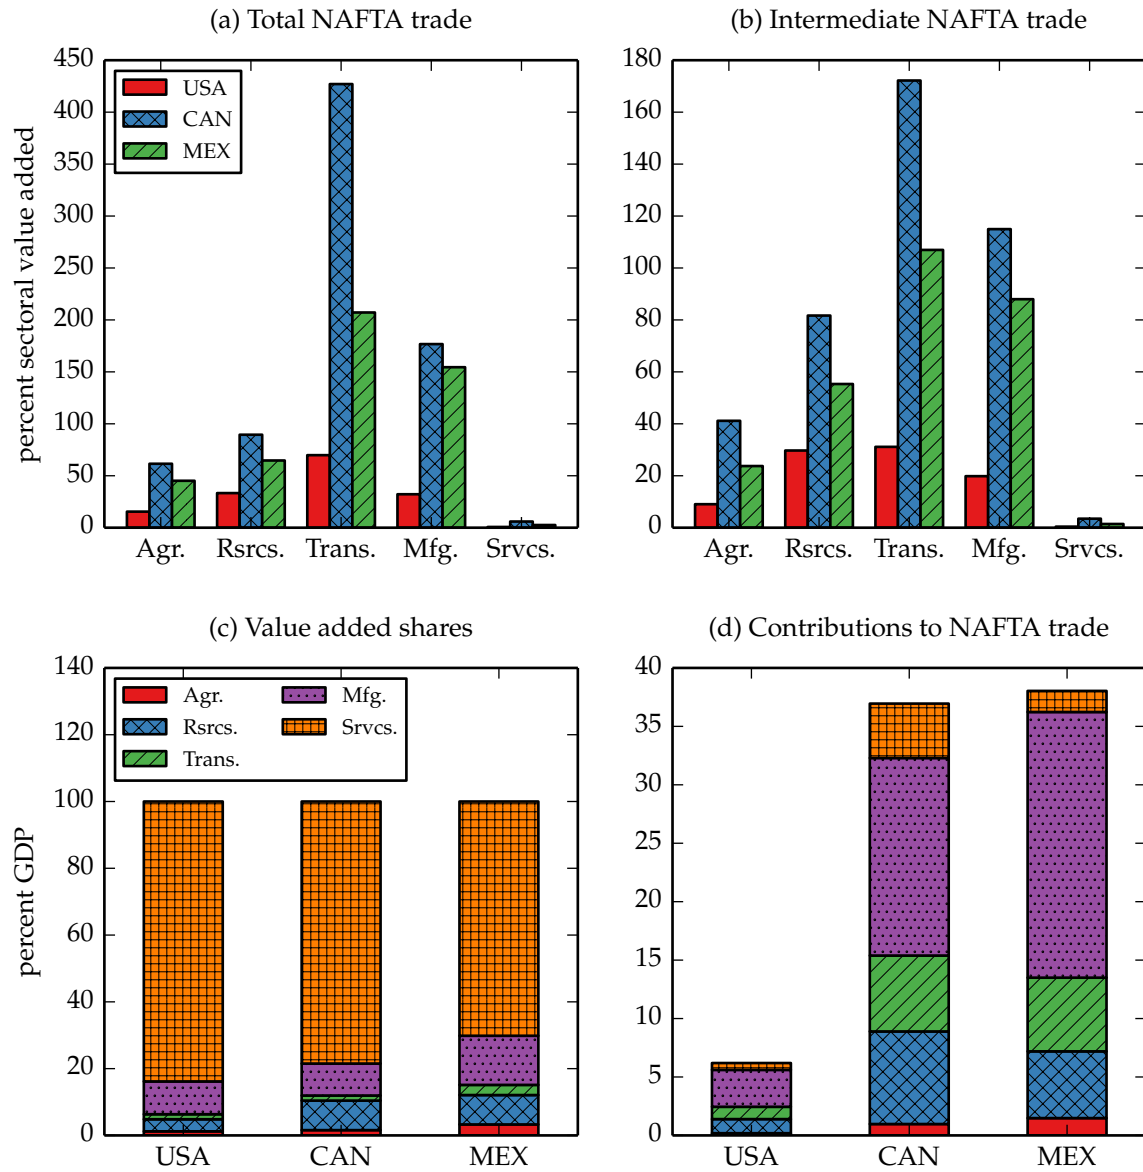 (a) Total NAFTA trade
450
400
350
300
250
200
150
100
50
0
percent sectoral value added
USA
CAN
MEX
Agr. Rsrcs. Trans. Mfg. Srvcs.
(b) Intermediate NAFTA trade
180
160
140
120
100
80
60
40
20
0
Agr. Rsrcs. Trans. Mfg. Srvcs.
(c) Value added shares
140
120
100
80
60
40
20
0
percent GDP
Agr.
Rsrcs.
Trans.
Mfg.
Srvcs.
USA CAN MEX
(d) Contributions to NAFTA trade
40
35
30
25
20
15
10
5
0
USA CAN MEX